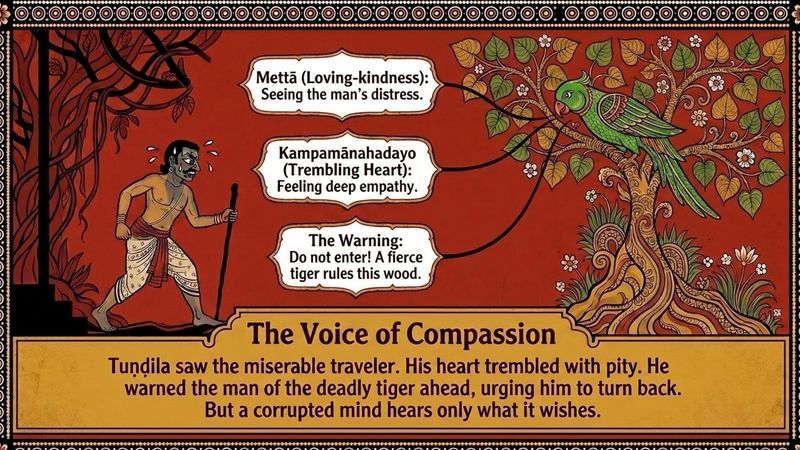 Mettā (Loving-kindness):
Seeing the man's distress.
Kampamānahadayo
(Trembling Heart):
Feeling deep empathy.
The Warning:
Do not enter! A fierce
tiger rules this wood.
The Voice of Compassion
Tuṇḍila saw the miserable traveler. His heart trembled with pity. He
warned the man of the deadly tiger ahead, urging him to turn back.
But a corrupted mind hears only what it wishes.